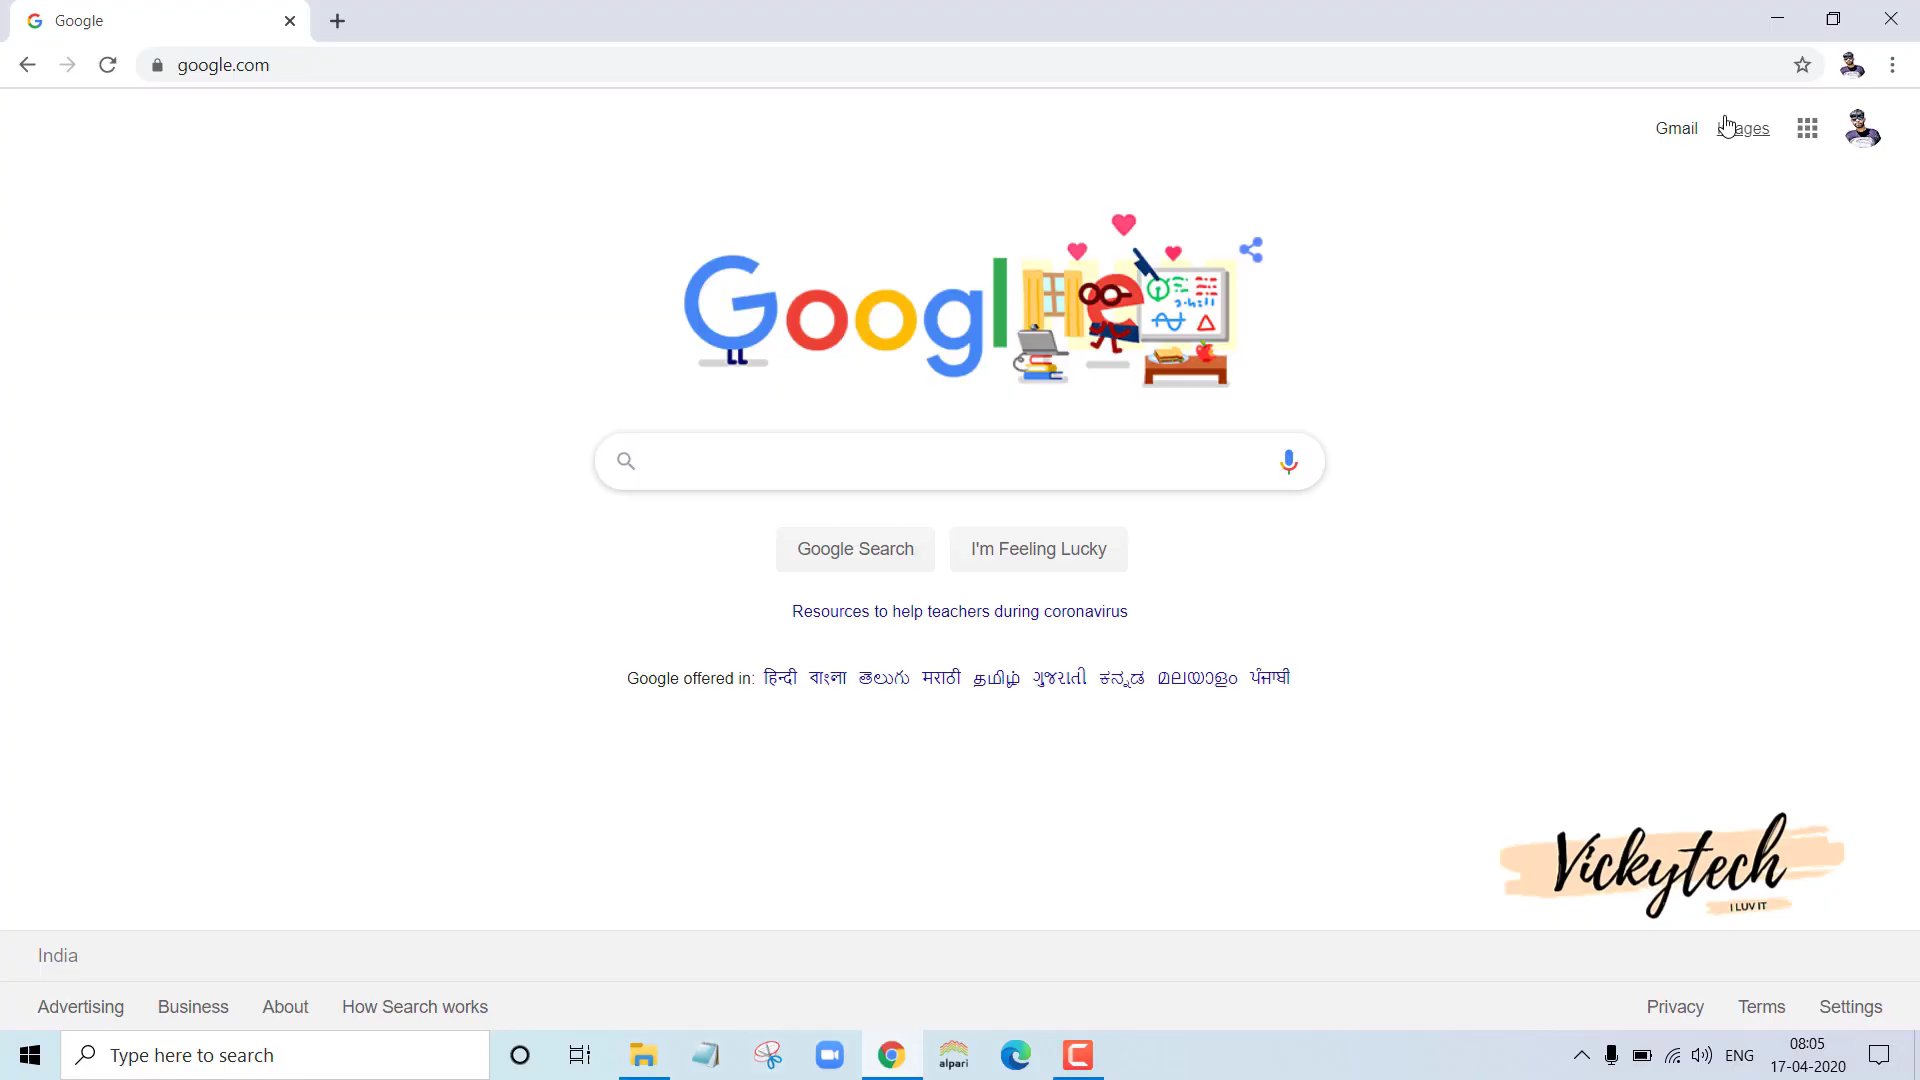 Google
google.com
Gmail Images
Google
Google Search I'm Feeling Lucky
Resources to help teachers during coronavirus
Google offered in: हिन्दी বাংলা తెలుగు मराठी தமிழ் ગુજરાતી ಕನ್ನಡ മലയാളം ਪੰਜਾਬੀ
Vickytech
I LUV IT
India
Advertising Business About How Search works
Privacy Terms Settings
Type here to search
alpari
ENG
08:05
17-04-2020